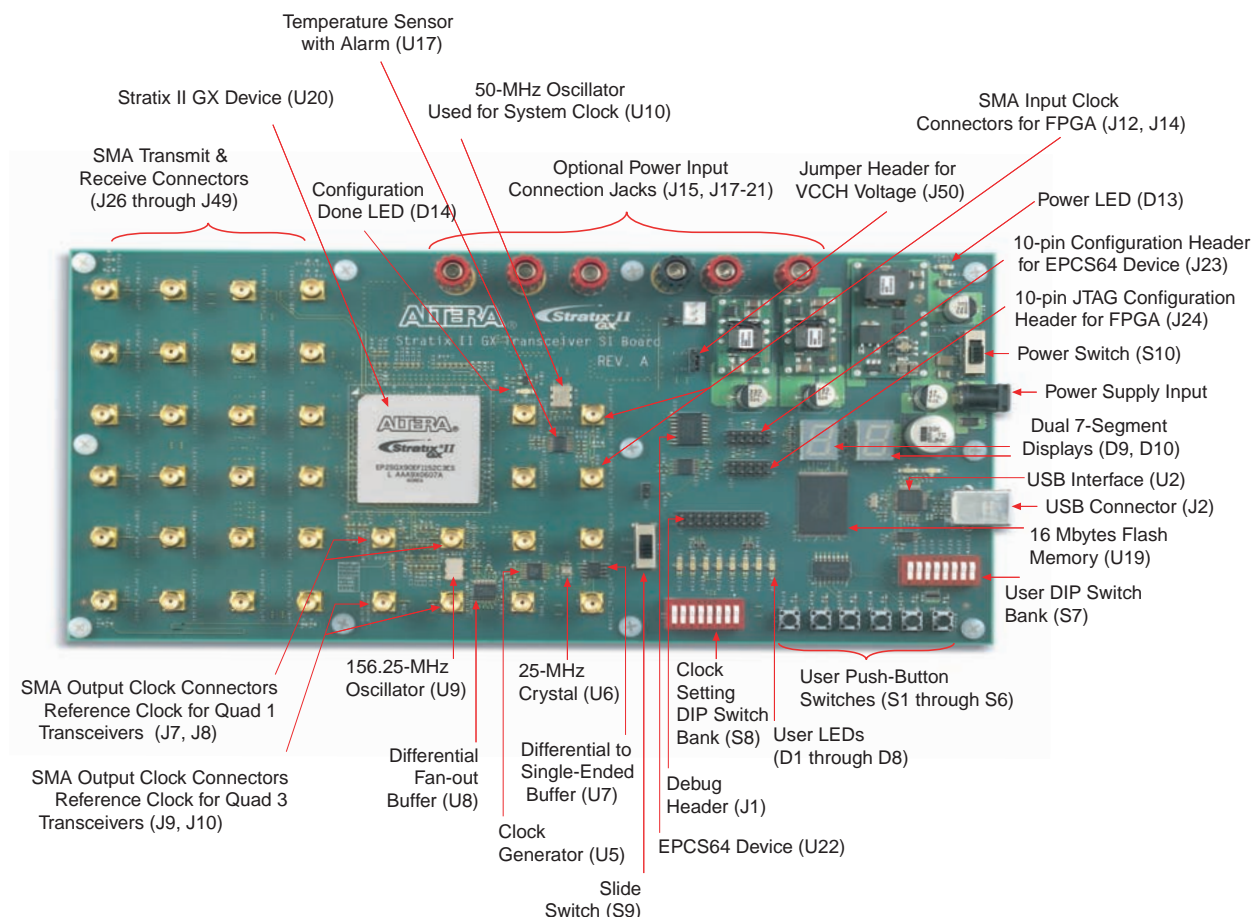 Temperature Sensor
with Alarm (U17)
Stratix II GX Device (U20)
50-MHz Oscillator
Used for System Clock (U10)
SMA Input Clock
Connectors for FPGA (J12, J14)
SMA Transmit &
Receive Connectors
(J26 through J49)
Configuration
Done LED (D14)
Optional Power Input
Connection Jacks (J15, J17-21)
Jumper Header for
VCCH Voltage (J50)
Power LED (D13)
10-pin Configuration Header
for EPCS64 Device (J23)
10-pin JTAG Configuration
Header for FPGA (J24)
Power Switch (S10)
Power Supply Input
Dual 7-Segment
Displays (D9, D10)
USB Interface (U2)
USB Connector (J2)
16 Mbytes Flash
Memory (U19)
User DIP Switch
Bank (S7)
ALTERA®
Stratix II
GX
Stratix II GX Transceiver SI Board
REV. A
ALTERA®
Stratix II
GX
SMA Output Clock Connectors
Reference Clock for Quad 1
Transceivers (J7, J8)
SMA Output Clock Connectors
Reference Clock for Quad 3
Transceivers (J9, J10)
156.25-MHz
Oscillator (U9)
Differential
Fan-out
Buffer (U8)
Clock
Generator (U5)
25-MHz
Crystal (U6)
Differential to
Single-Ended
Buffer (U7)
Slide
Switch (S9)
Clock
Setting
DIP Switch
Bank (S8)
Debug
Header (J1)
EPCS64 Device (U22)
User LEDs
(D1 through D8)
User Push-Button
Switches (S1 through S6)